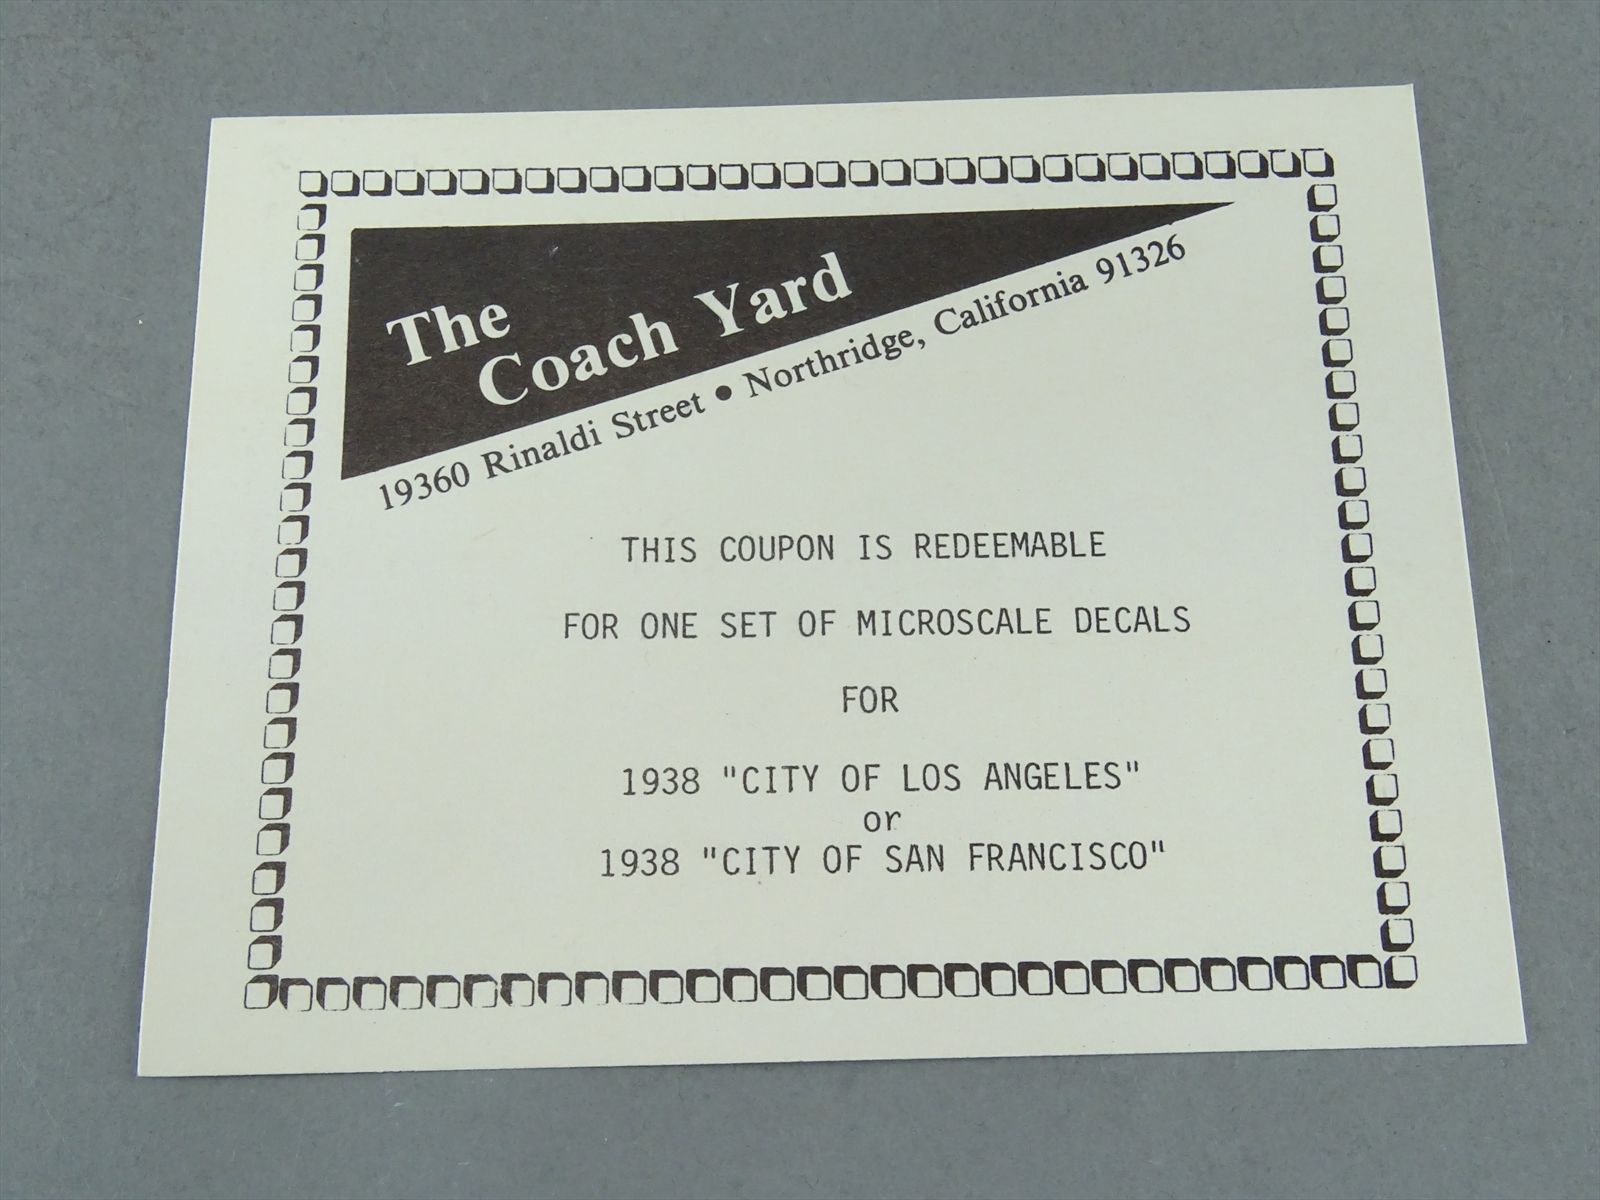 The
Coach Yard
19360 Rinaldi Street • Northridge, California 91326
THIS COUPON IS REDEEMABLE
FOR ONE SET OF MICROSCALE DECALS
FOR
1938 "CITY OF LOS ANGELES"
or
1938 "CITY OF SAN FRANCISCO"